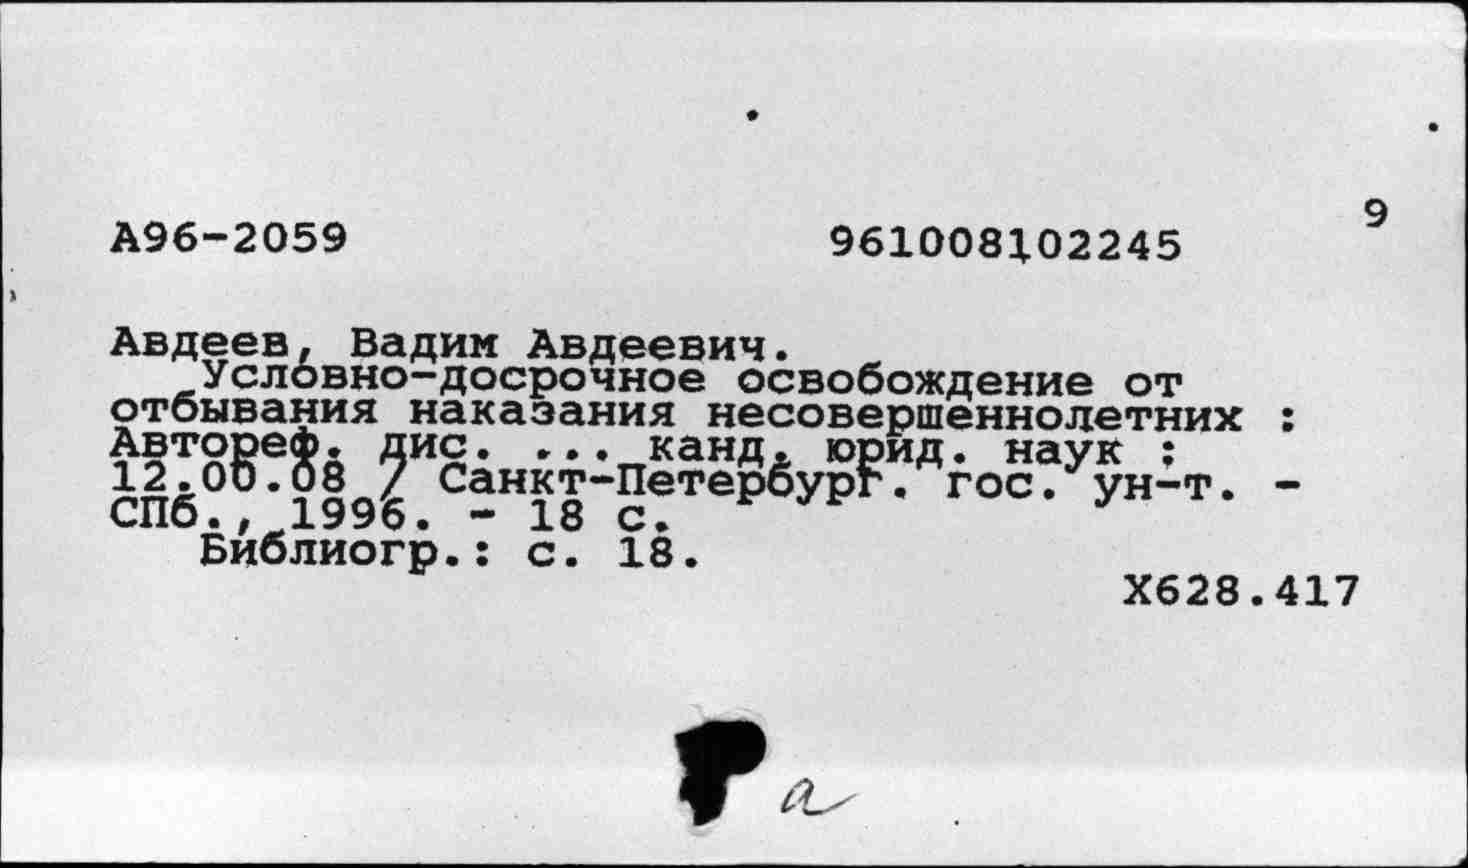 9
А96-2059 961008102245
Авдеев, Вадим Авдеевич.
Условно-досрочное освобождение от
отбывания наказания несовершеннолетних :
Автореф. дис. ... канд. юрид. наук :
12.00.08 / Санкт-Петербург. гос. ун-т. -
СПб., 1996. - 18 с.
Библиогр.: с. 18.
Х628.417
а